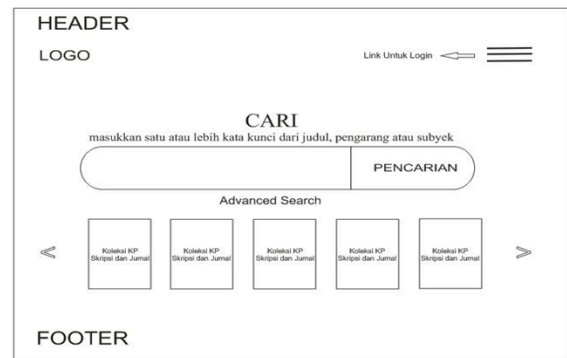 HEADER
LOGO
Link Untuk Login
CARI
masukkan satu atau lebih kata kunci dari judul, pengarang atau subyek
PENCARIAN
Advanced Search
< Koleksi KP Koleksi KP Koleksi KP Koleksi KP Koleksi KP >
Skripsi dan Jurnal Skripsi dan Jurnal Skripsi dan Jurnal Skripsi dan Jurnal Skripsi dan Jurnal
FOOTER